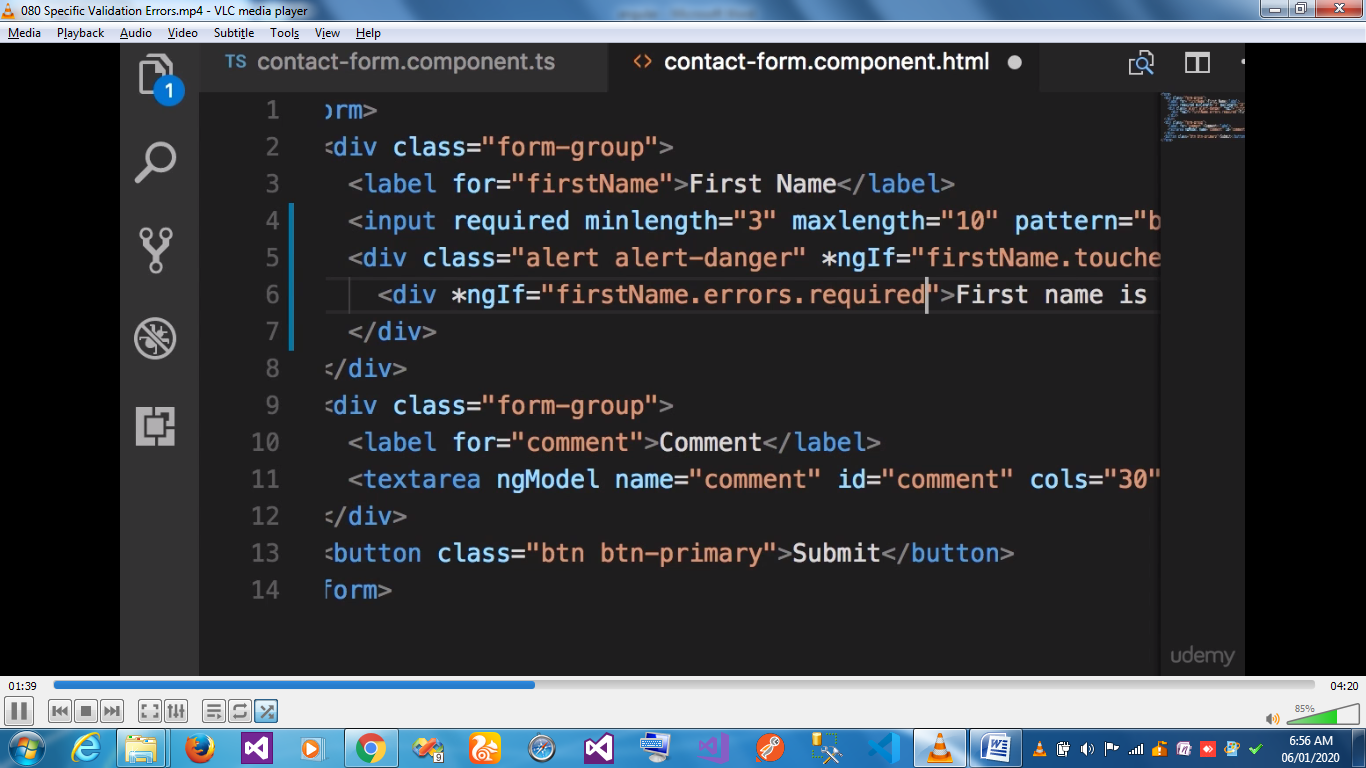 080 Specific Validation Errors.mp4 - VLC media player
Media Playback Audio Video Subtitle Tools View Help
1
TS contact-form.component.ts <> contact-form.component.html
1 orm>
2 <div class="form-group">
3 <label for="firstName">First Name</label>
4 <input required minlength="3" maxlength="10" pattern="b
5 <div class="alert alert-danger" *ngIf="firstName.touche
6 <div *ngIf="firstName.errors.required">First name is
7 </div>
8 </div>
9 <div class="form-group">
10 <label for="comment">Comment</label>
11 <textarea ngModel name="comment" id="comment" cols="30"
12 </div>
13 <button class="btn btn-primary">Submit</button>
14 form>
udemy
01:39 04:20
85%
9
6:56 AM
06/01/2020